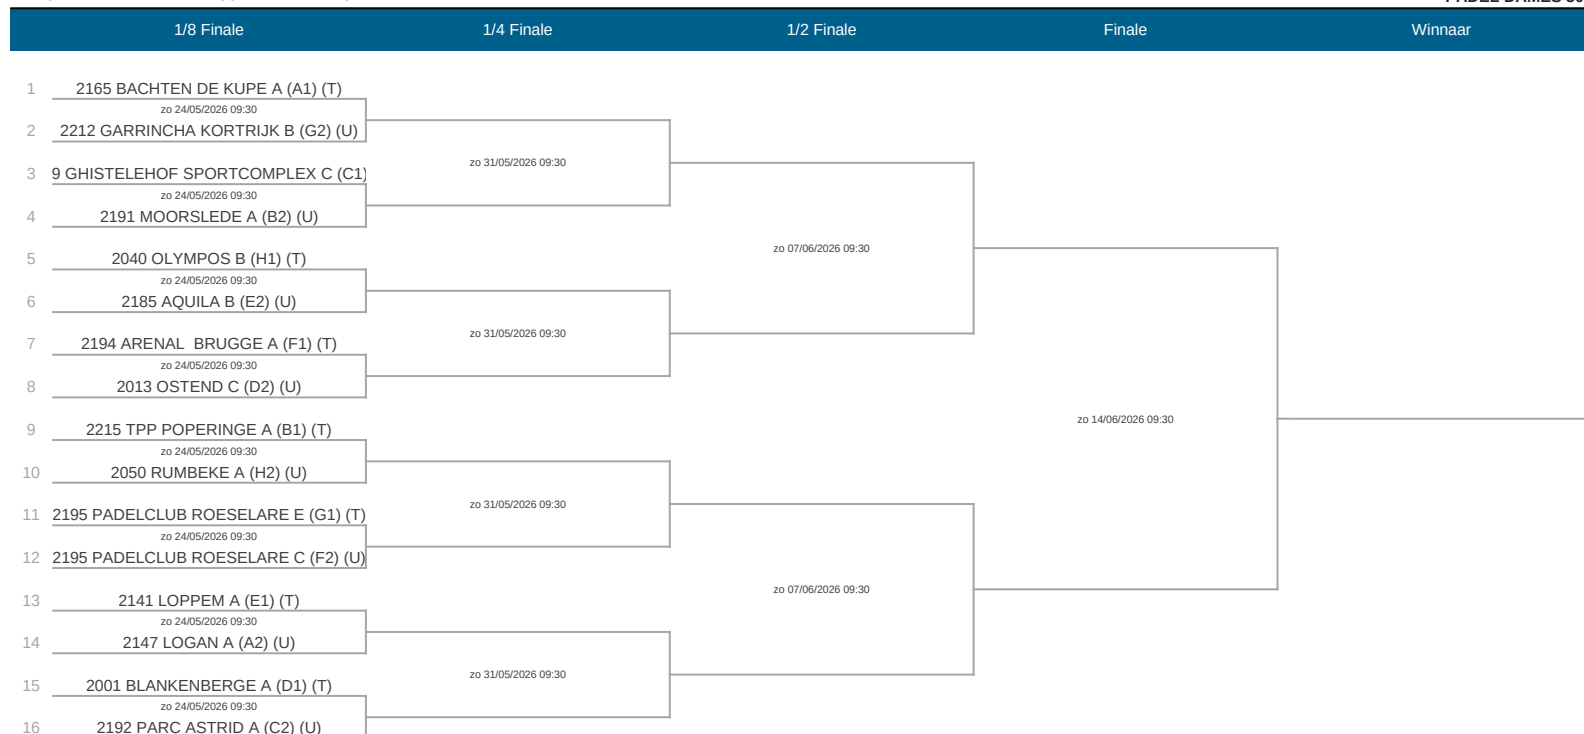 1/8 Finale 1/4 Finale 1/2 Finale Finale Winnaar
1 2165 BACHTEN DE KUPE A (A1) (T)
zo 24/05/2026 09:30
2 2212 GARRINCHA KORTRIJK B (G2) (U)
zo 31/05/2026 09:30
3 9 GHISTELEHOF SPORTCOMPLEX C (C1)
zo 24/05/2026 09:30
4 2191 MOORSLEDE A (B2) (U)
zo 07/06/2026 09:30
5 2040 OLYMPOS B (H1) (T)
zo 24/05/2026 09:30
6 2185 AQUILA B (E2) (U)
zo 31/05/2026 09:30
7 2194 ARENAL  BRUGGE A (F1) (T)
zo 24/05/2026 09:30
8 2013 OSTEND C (D2) (U)
zo 14/06/2026 09:30
9 2215 TPP POPERINGE A (B1) (T)
zo 24/05/2026 09:30
10 2050 RUMBEKE A (H2) (U)
zo 31/05/2026 09:30
11 2195 PADELCLUB ROESELARE E (G1) (T)
zo 24/05/2026 09:30
12 2195 PADELCLUB ROESELARE C (F2) (U)
zo 07/06/2026 09:30
13 2141 LOPPEM A (E1) (T)
zo 24/05/2026 09:30
14 2147 LOGAN A (A2) (U)
zo 31/05/2026 09:30
15 2001 BLANKENBERGE A (D1) (T)
zo 24/05/2026 09:30
16 2192 PARC ASTRID A (C2) (U)